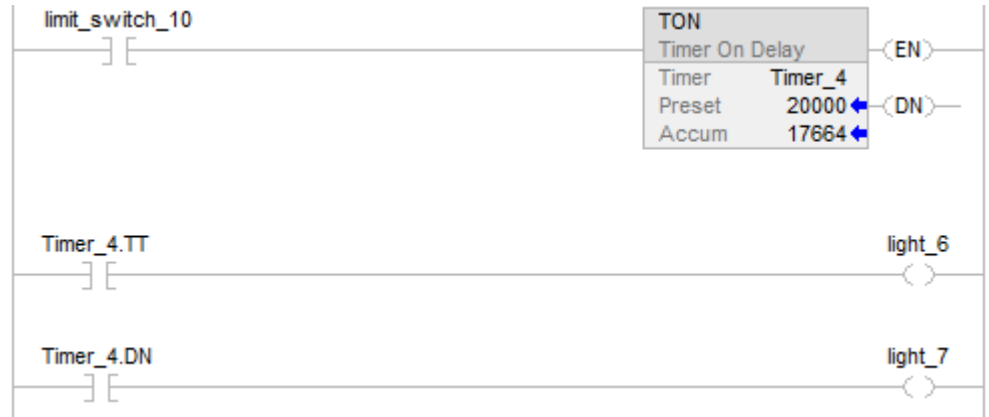 limit_switch_10
TON
Timer On Delay
EN
Timer Timer_4
Preset 20000
DN
Accum 17664
Timer_4.TT
light_6
Timer_4.DN
light_7